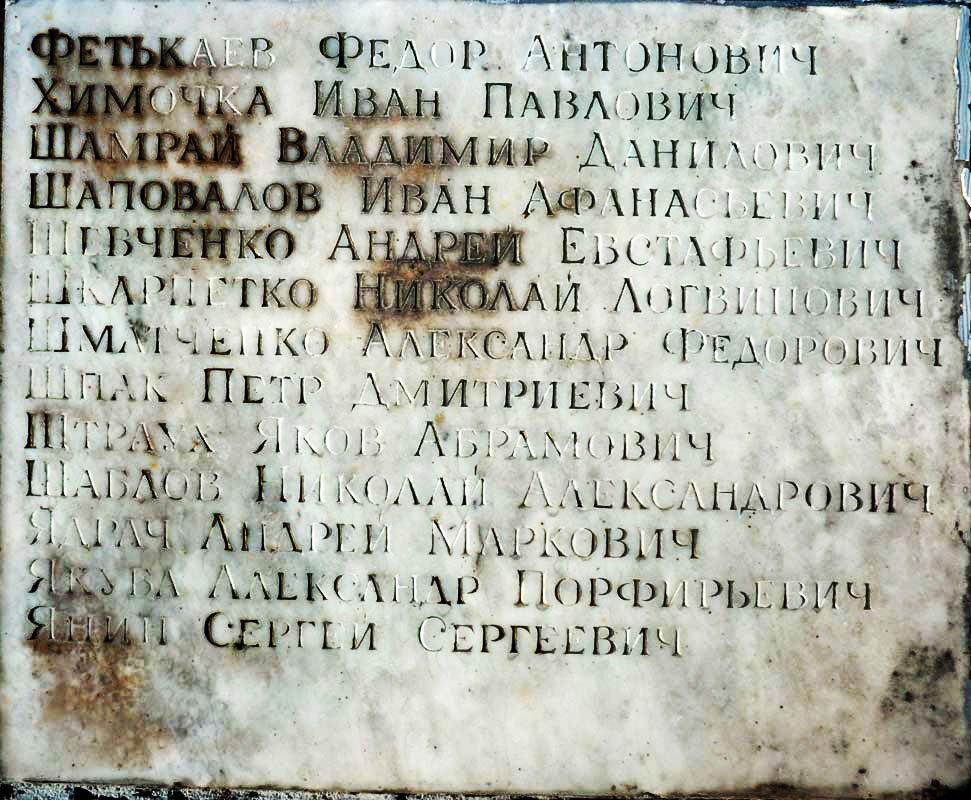 Фетькаев Федор Антонович
Химочка Иван Павлович
Шамрай Владимир Данилович
Шаповалов Иван Афанасьевич
Шевченко Андрей Евстафьевич
Шкарпетко Николай Логвинович
Шматченко Александр Федорович
Шпак Петр Дмитриевич
Штраух Яков Абрамович
Шаблов Николай Александрович
Ядрач Андрей Маркович
Якуба Александр Порфирьевич
Янин Сергей Сергеевич